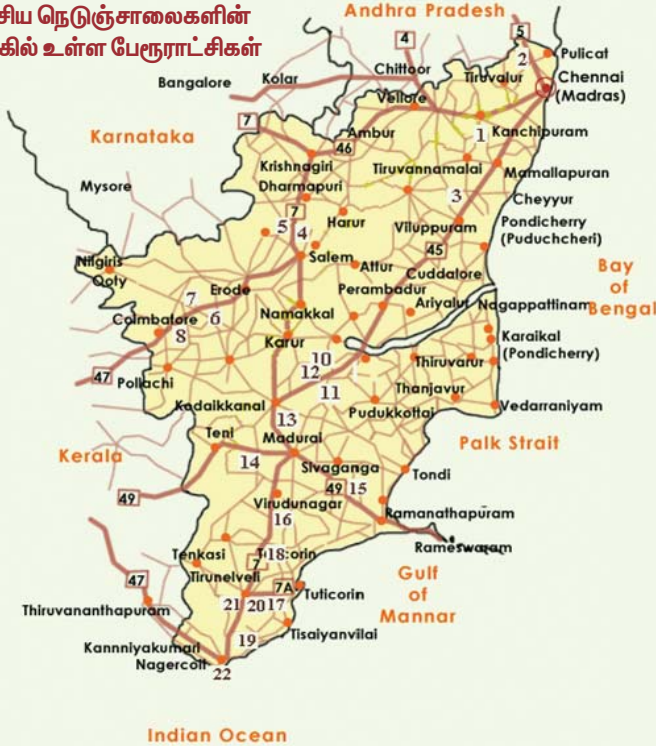 சிய நெடுஞ்சாலைகளின்
கில் உள்ள பேரூராட்சிகள்
Andhra Pradesh
5
4
2
Pulicat
Chittoor
Tiruvalur
Chennai
(Madras)
Bangalore
Kolar
Vellore
7
Ambur
1
Kanchipuram
Karnataka
46
Krishnagiri
Tiruvannamalai
Mamallapuran
Dharmapuri
Mysore
3
Cheyyur
7
Harur
Viluppuram
Pondicherry
(Puduchcheri)
5
4
Salem
45
Nilgiris
Attur
Cuddalore
Bay
of
Bengal
Ooty
Erode
Perambadur
7
6
Ariyalur
Nagappattinam
Coimbatore
Namakkal
8
Karur
Karaikal
(Pondicherry)
10
Thiruvarur
47
Pollachi
12
11
Thanjavur
Kodaikkanal
Pudukkottai
Vedarraniyam
13
Teni
Madurai
Palk Strait
Kerala
14
Sivaganga
Tondi
49
49
15
Virudunagar
16
Ramanathapuram
Rameswaram
Tenkasi
18
7
Tirunelveli
Gulf
of
Mannar
47
7A
Tuticorin
Thiruvananthapuram
21
20
17
19
Tisaiyanvilai
Kannniyakumari
Nagercoil
22
Indian Ocean